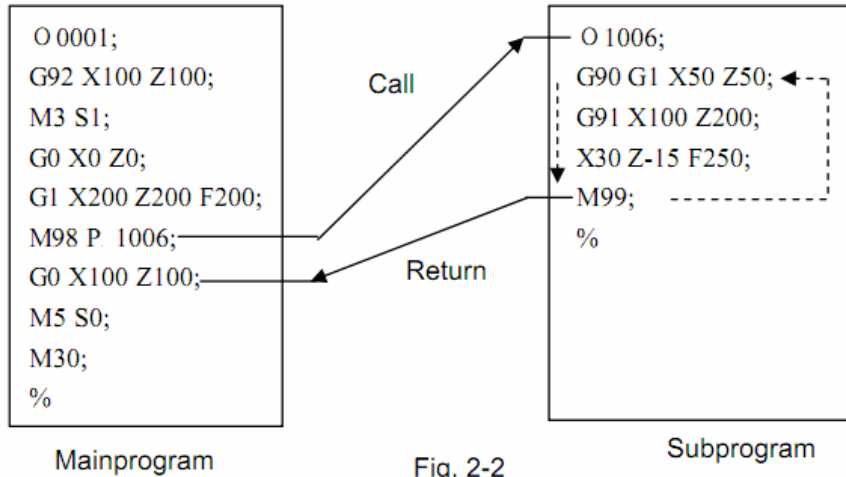 O 0001;
G92 X100 Z100;
M3 S1;
G0 X0 Z0;
G1 X200 Z200 F200;
M98 P 1006;
G0 X100 Z100;
M5 S0;
M30;
%
Mainprogram
Call
Return
Fig. 2-2
O 1006;
G90 G1 X50 Z50;
G91 X100 Z200;
X30 Z-15 F250;
M99;
%
Subprogram